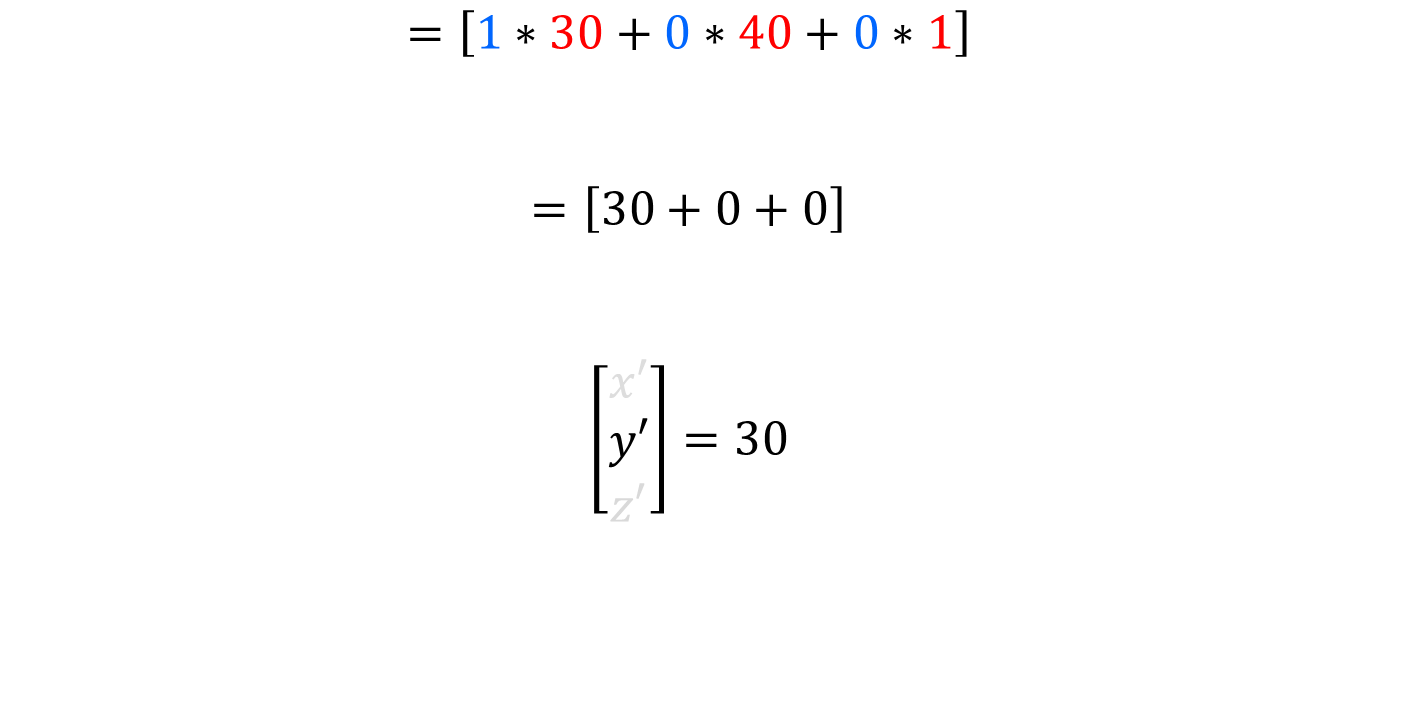 = [1 * 30 + 0 * 40 + 0 * 1]
= [30 + 0 + 0]
x′
y′ = 30
z′